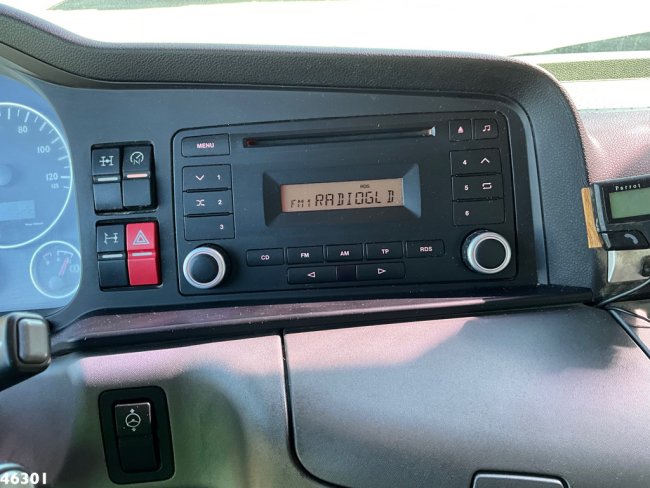 80
100
120
MENU
1
2
3
RDS
FM1 RADIOGLD
4
5
6
CD FM AM TP RDS
Parrot
46301